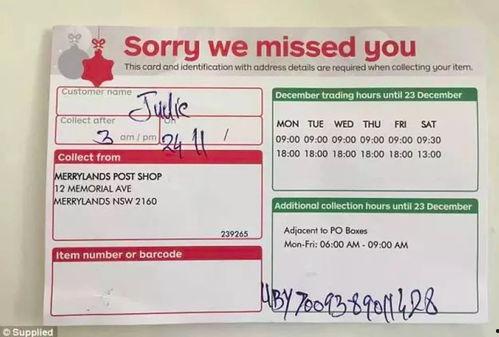 Sorry we missed you
This card and identification with address details are required when collecting your item.
Customer name Judie
Collect after On
3 am / pm 24 11 /
Collect from
MERRYLANDS POST SHOP
12 MEMORIAL AVE
MERRYLANDS NSW 2160
239265
Item number or barcode
December trading hours until 23 December
MON TUE WED THU FRI SAT
09:00 09:00 09:00 09:00 09:00 09:30
18:00 18:00 18:00 18:00 18:00 13:00
Additional collection hours until 23 December
Adjacent to PO Boxes
Mon-Fri: 06:00 AM - 09:00 AM
© Supplied